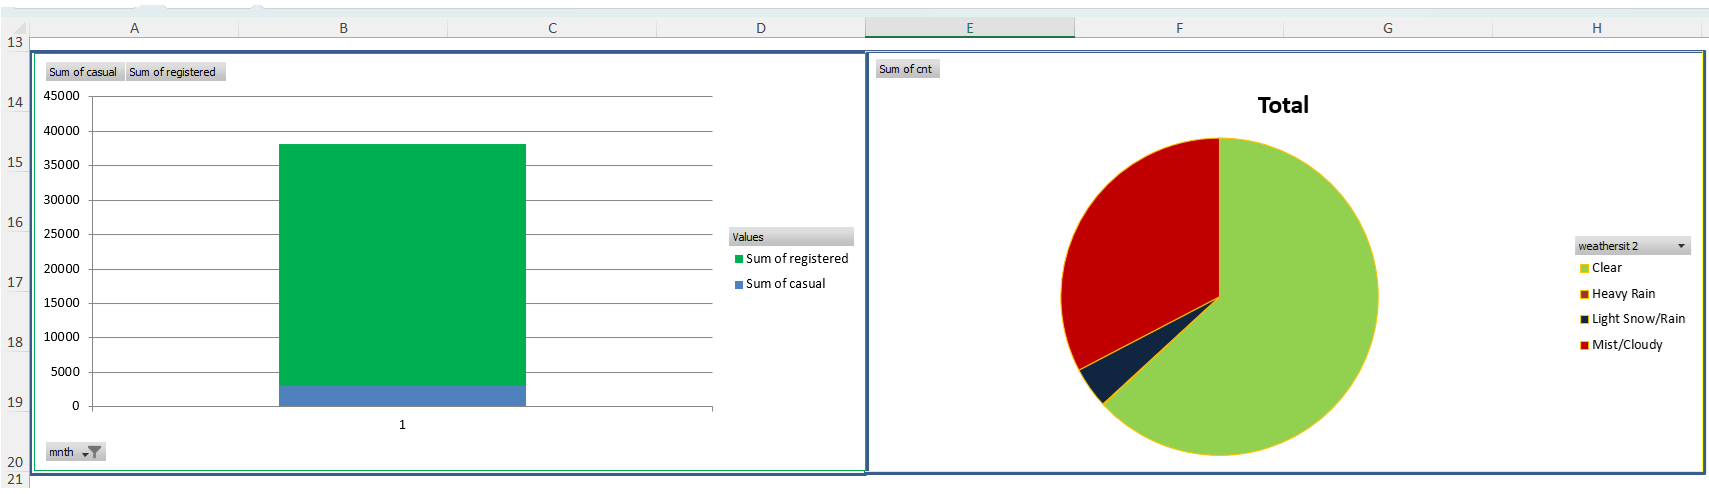 A B C D E F G H
13
14
15
16
17
18
19
20
21
Sum of casual Sum of registered
45000
40000
35000
30000
25000
20000
15000
10000
5000
0
1
Values
Sum of registered
Sum of casual
mnth
Sum of cnt
Total
weathersit 2
Clear
Heavy Rain
Light Snow/Rain
Mist/Cloudy